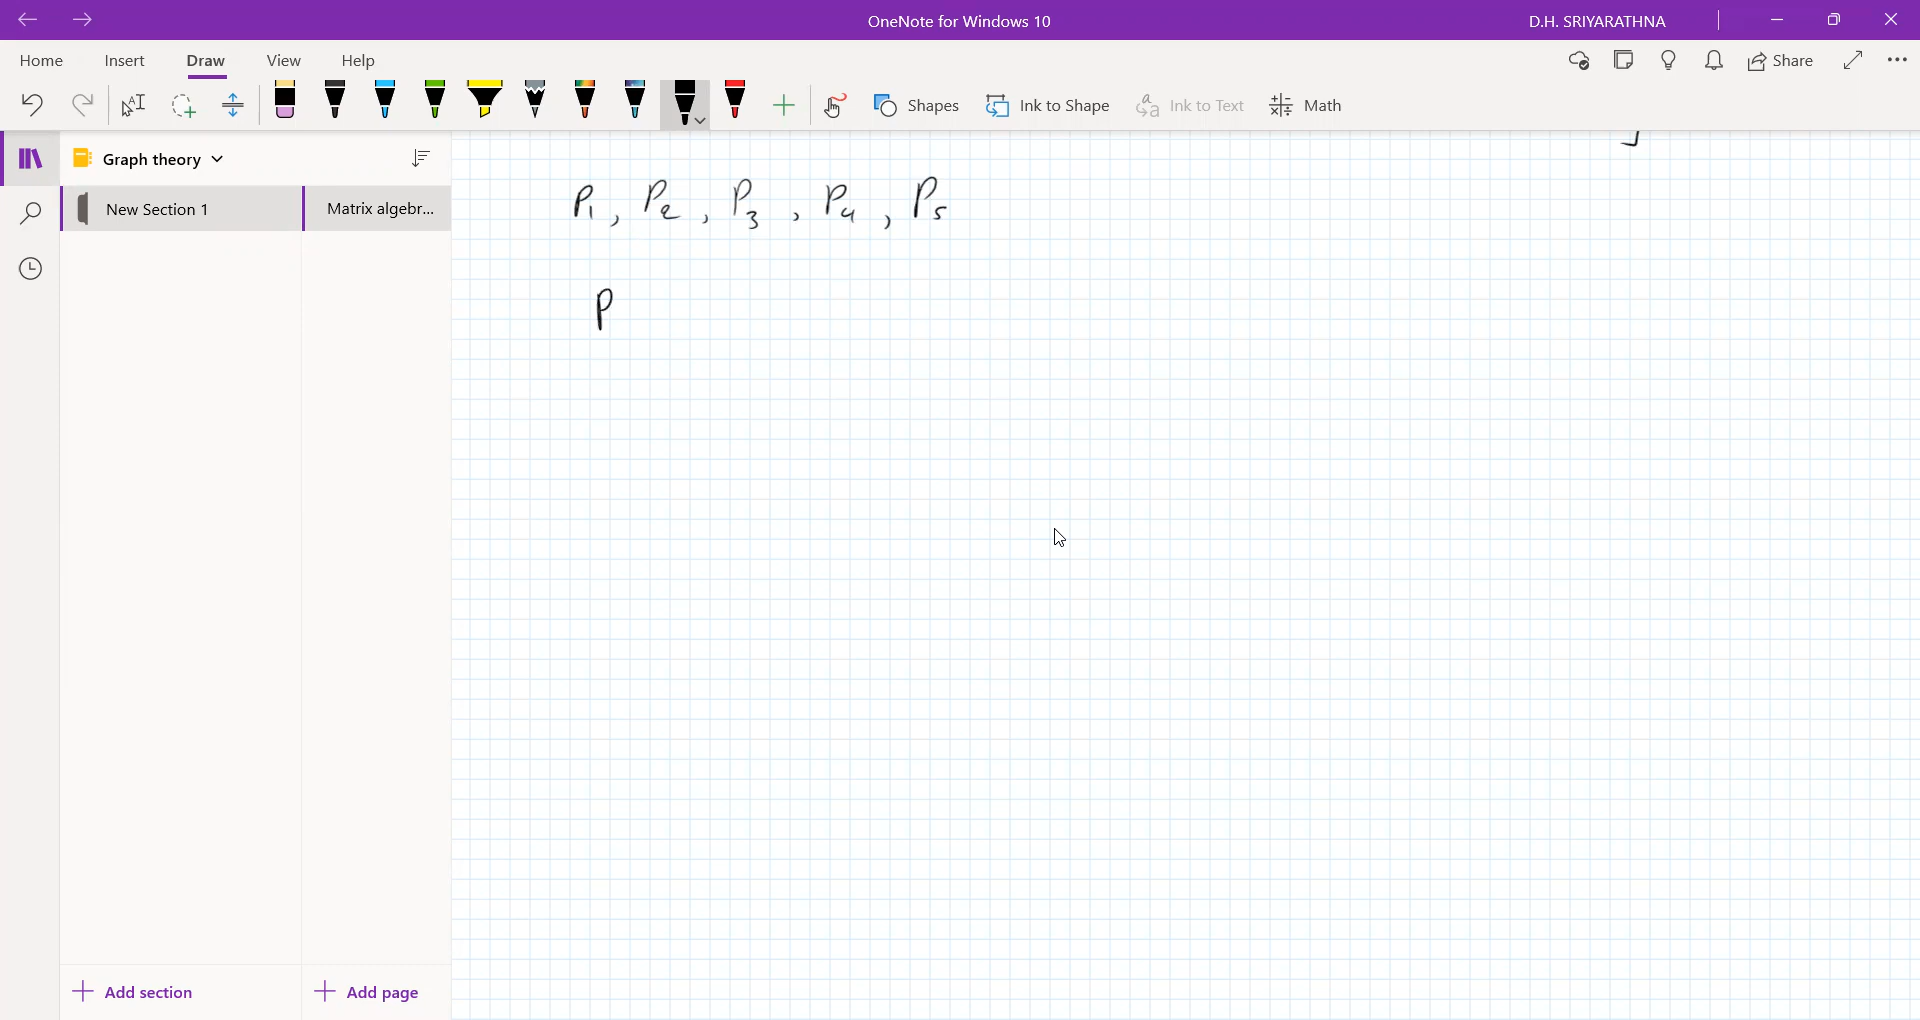 OneNote for Windows 10
D.H. SRIYARATHNA
Home Insert Draw View Help
Share
Shapes Ink to Shape Ink to Text Math
Graph theory
New Section 1
Matrix algebr...
P1, P2, P3, P4, P5
P
Add section
Add page